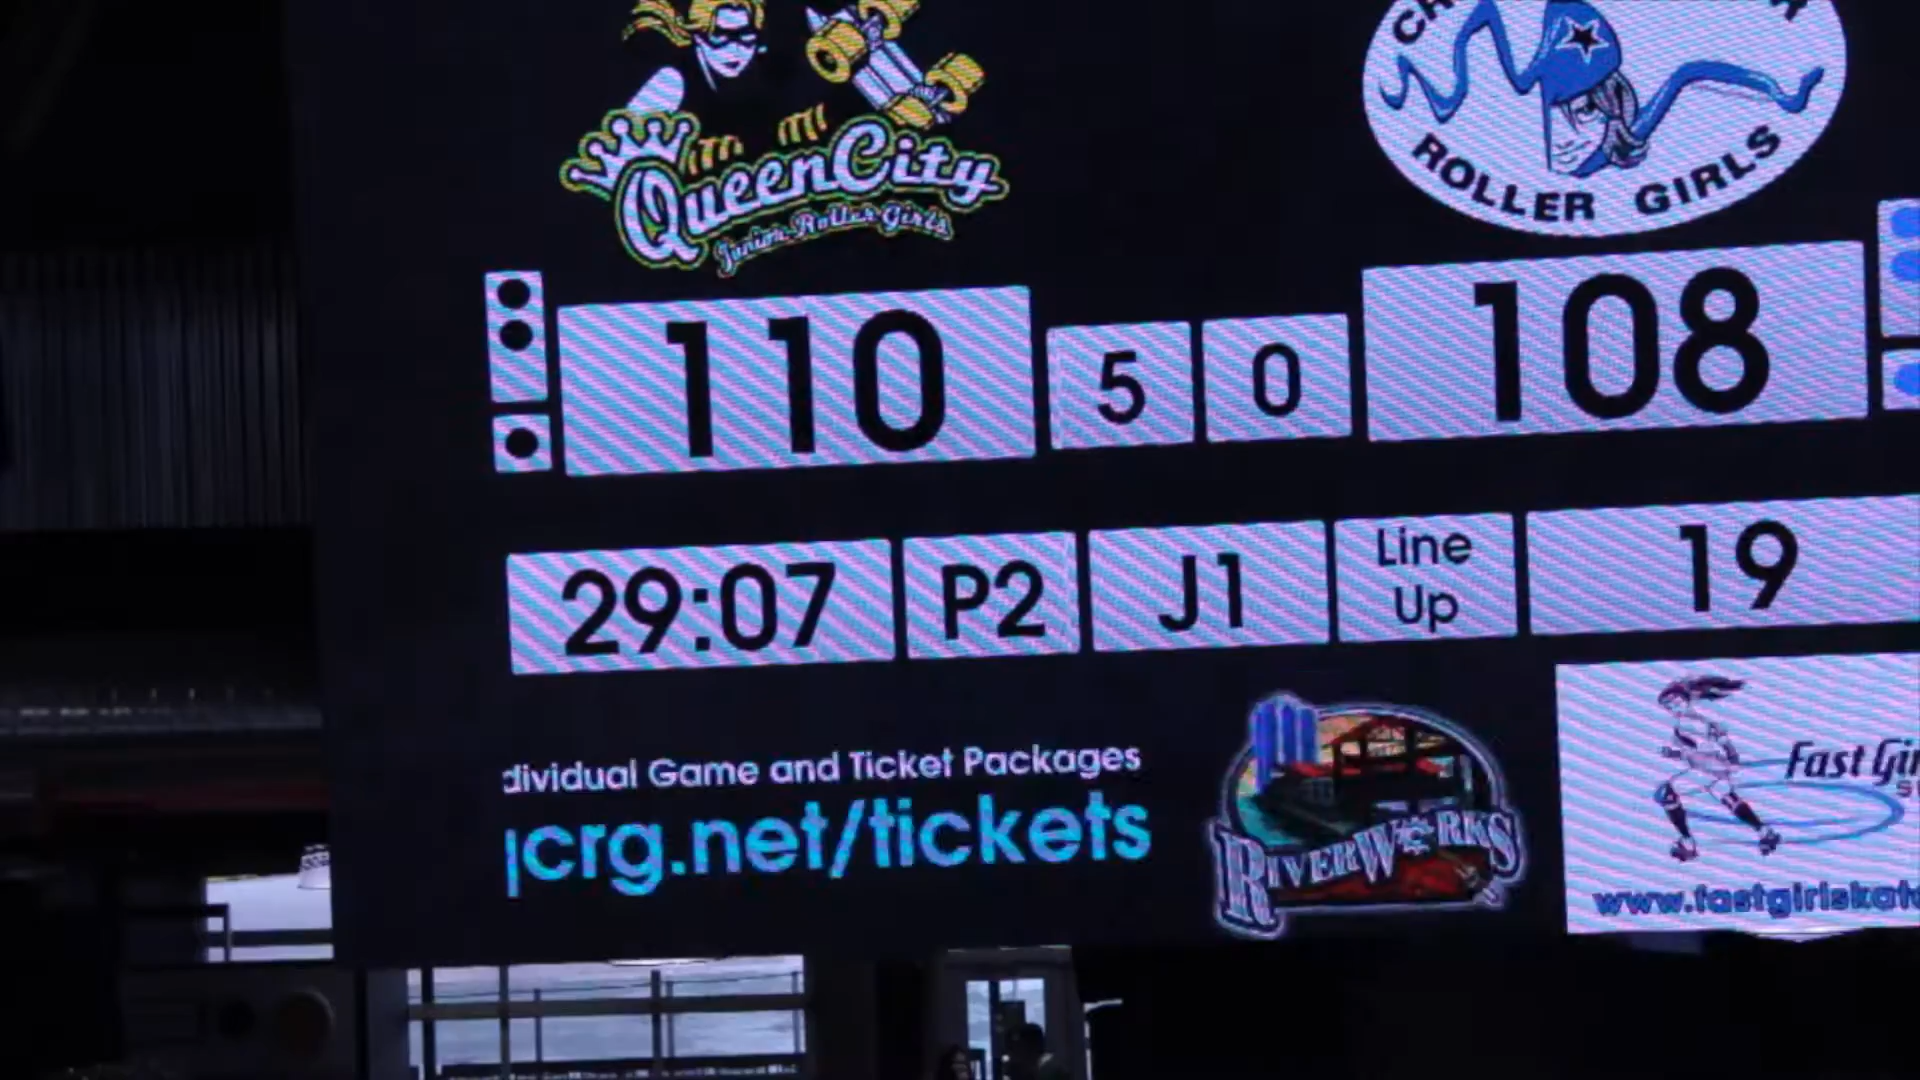 QueenCity
Junior Roller Girls
ROLLER GIRLS
110 5 0 108
29:07 P2 J1 Line Up 19
dividual Game and Ticket Packages
qcrg.net/tickets
RIVERWORKS
Fast Gir
www.fastgirlskat